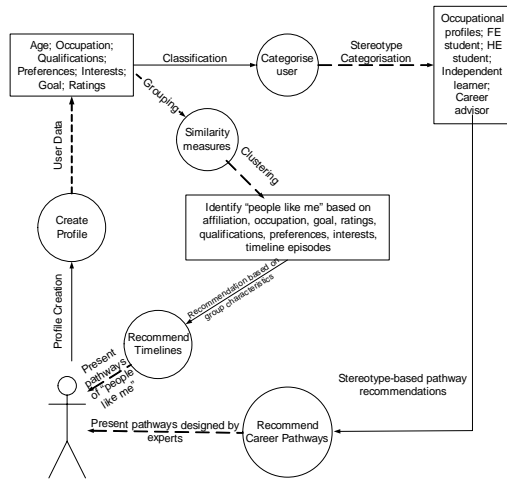 Age; Occupation;
Qualifications;
Preferences; Interests;
Goal; Ratings
Classification
Categorise
user
Stereotype
Categorisation
Occupational
profiles; FE
student; HE
student;
Independent
learner;
Career
advisor
Grouping
Similarity
measures
Clustering
User Data
Create
Profile
Identify “people like me” based on
affiliation, occupation, goal, ratings,
qualifications, preferences, interests,
timeline episodes
Profile Creation
Recommendation based on
group characteristics
Recommend
Timelines
Present
pathways
of “people
like me”
Stereotype-based pathway
recommendations
Present pathways designed by
experts
Recommend
Career Pathways